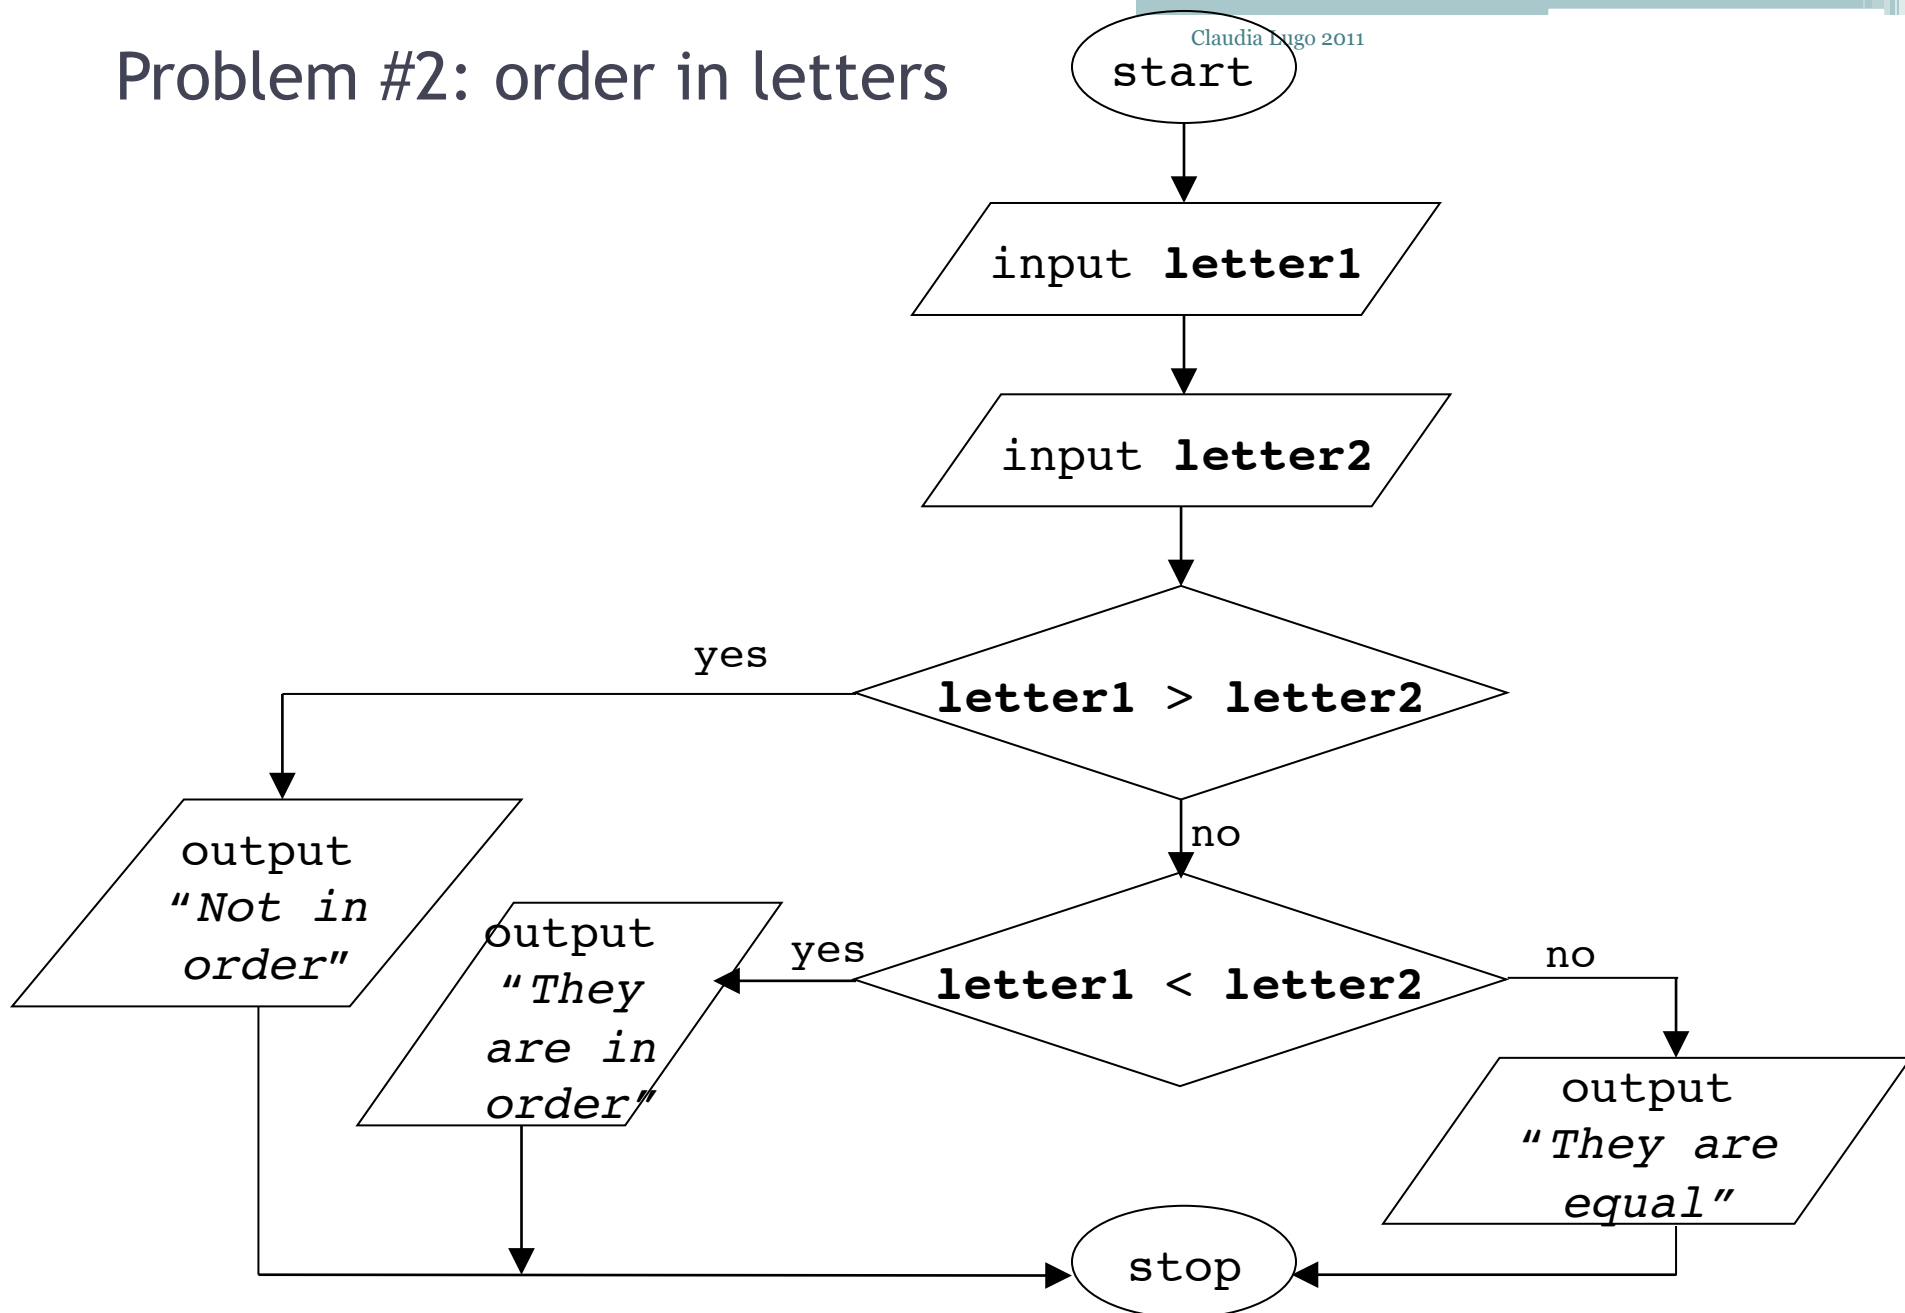 Claudia Lugo 2011
Problem #2: order in letters
start
input letter1
input letter2
letter1 > letter2
yes
no
output
“Not in
order”
letter1 < letter2
yes
no
output
“They
are in
order”
output
“They are
equal”
stop